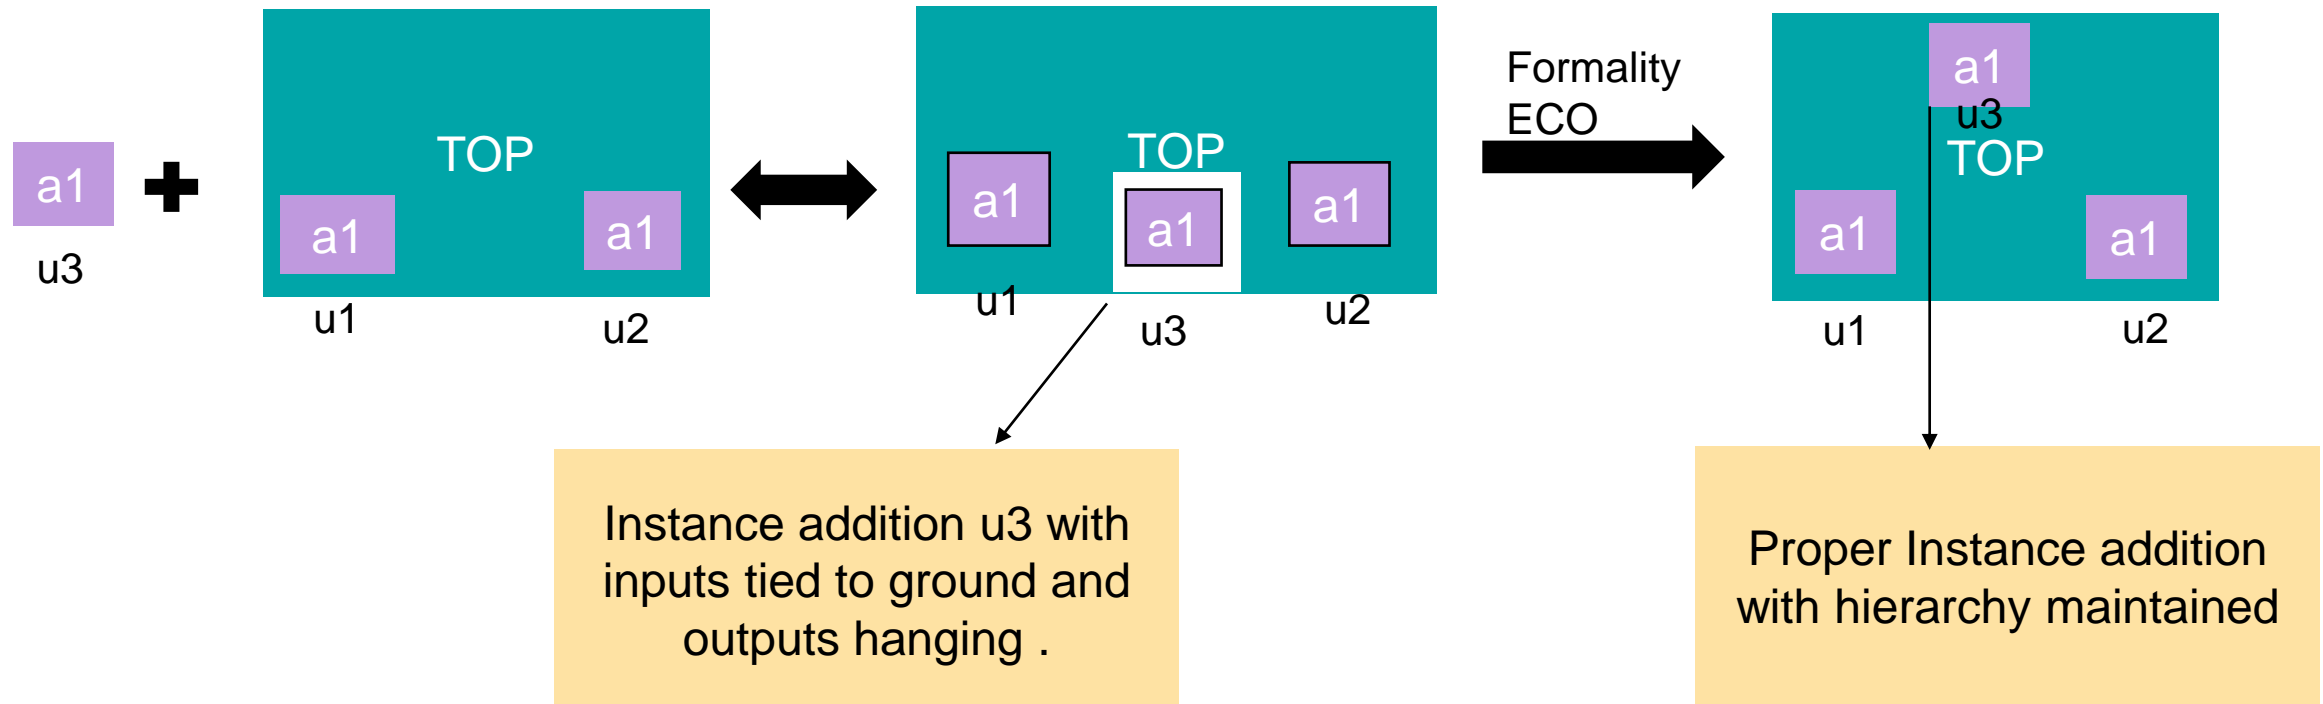 a1
u3
TOP
a1
a1
u1
u2
TOP
a1
a1
a1
u1
u3
u2
Formality
ECO
a1
u3
TOP
a1
a1
u1
u2
Instance addition u3 with
inputs tied to ground and
outputs hanging .
Proper Instance addition
with hierarchy maintained